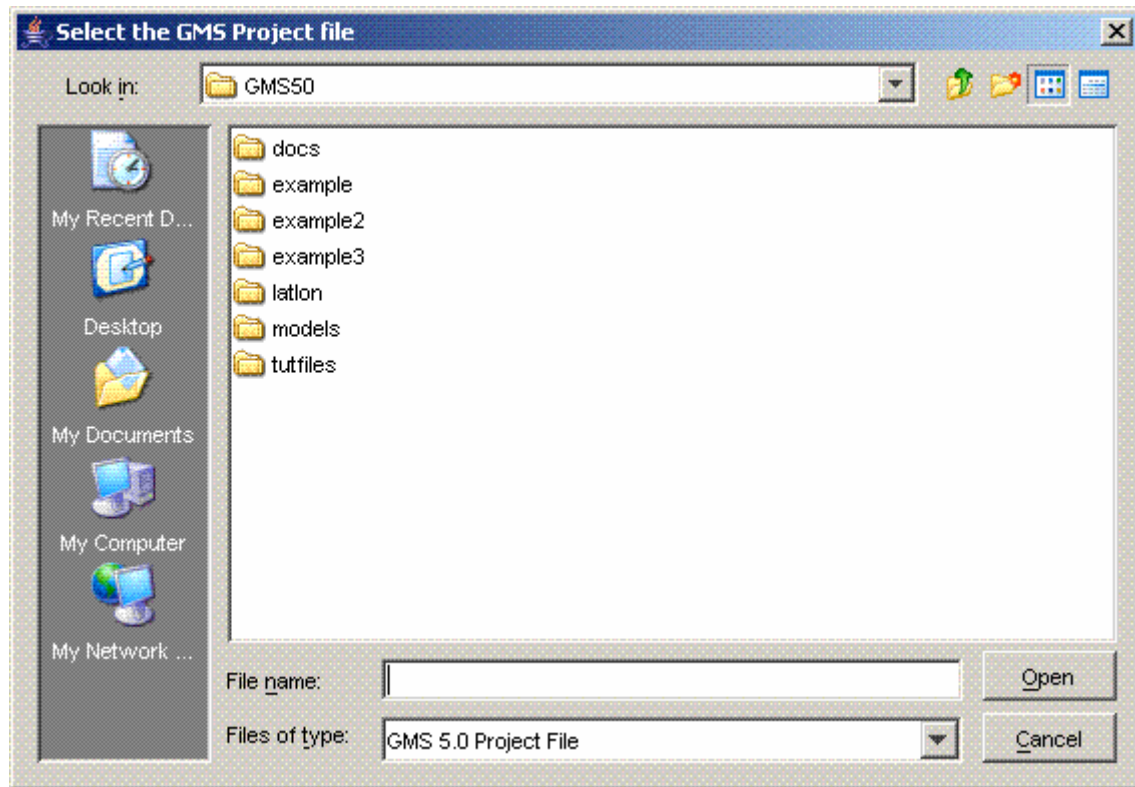 Select the GMS Project file
Look in: GMS50
docs
example
example2
example3
latlon
models
tutfiles
My Recent D...
Desktop
My Documents
My Computer
My Network ...
File name:
Open
Files of type: GMS 5.0 Project File
Cancel